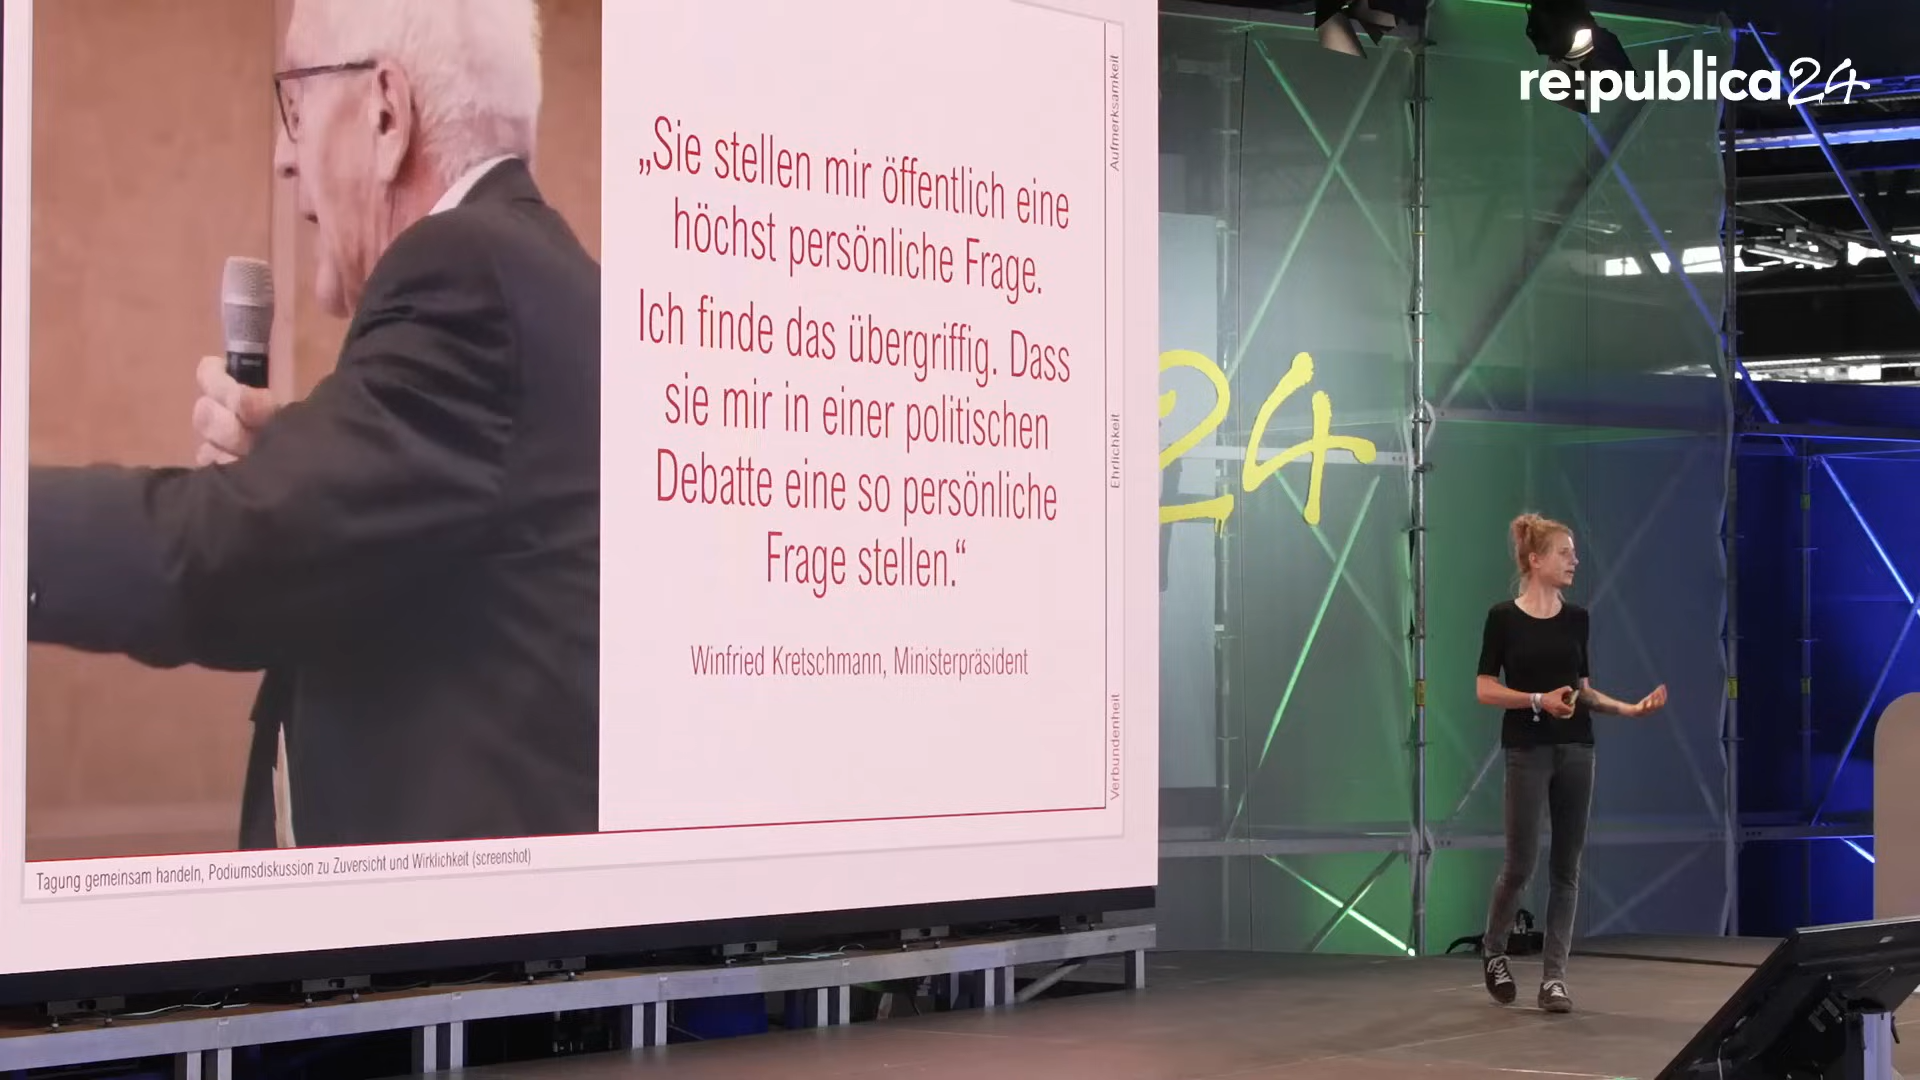 re:publica 24
„Sie stellen mir öffentlich eine
höchst persönliche Frage.
Ich finde das übergriffig. Dass
sie mir in einer politischen
Debatte eine so persönliche
Frage stellen.“
Winfried Kretschmann, Ministerpräsident
Aufmerksamkeit
Ehrlichkeit
Verbundenheit
Tagung gemeinsam handeln, Podiumsdiskussion zu Zuversicht und Wirklichkeit (screenshot)
24